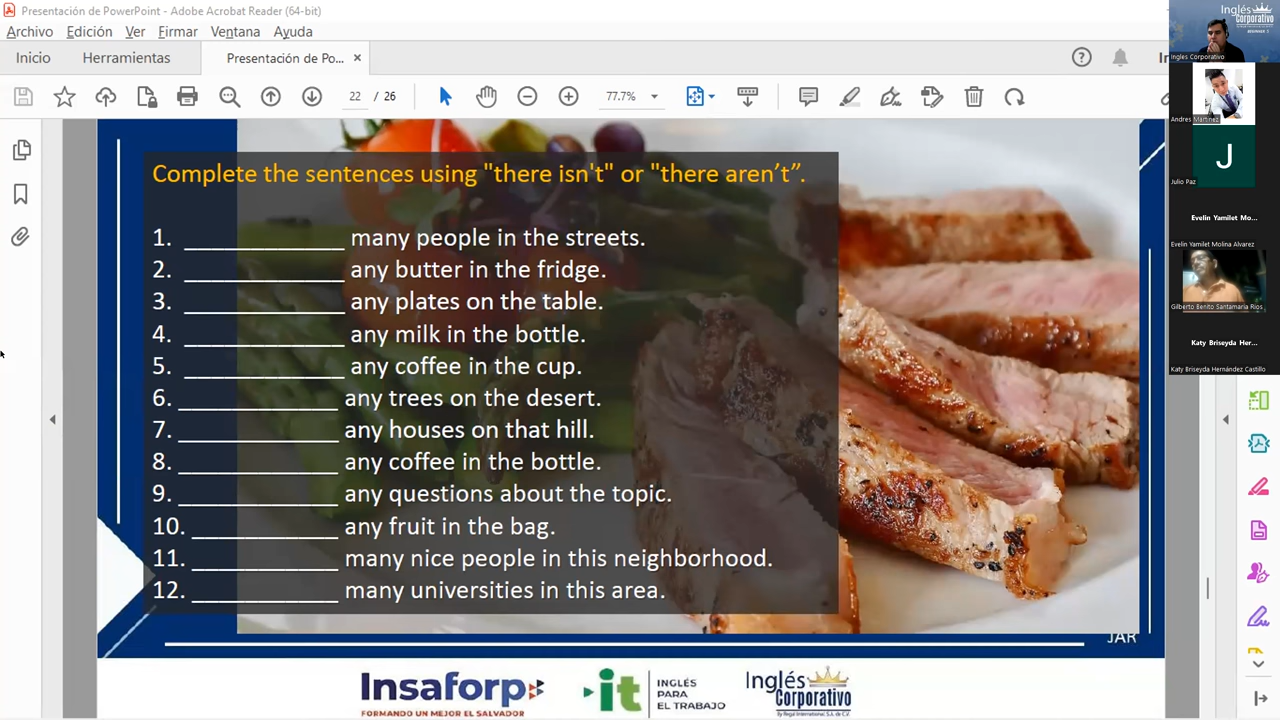 Presentación de PowerPoint - Adobe Acrobat Reader (64-bit)
Archivo Edición Ver Firmar Ventana Ayuda
Inicio Herramientas Presentación de Po... ×
22 / 26 77.7%
Complete the sentences using "there isn't" or "there aren’t”.
1. _____________ many people in the streets.
2. _____________ any butter in the fridge.
3. _____________ any plates on the table.
4. _____________ any milk in the bottle.
5. _____________ any coffee in the cup.
6. _____________ any trees on the desert.
7. _____________ any houses on that hill.
8. _____________ any coffee in the bottle.
9. _____________ any questions about the topic.
10. ____________ any fruit in the bag.
11. ____________ many nice people in this neighborhood.
12. ____________ many universities in this area.
JAR
Insaforp
FORMANDO UN MEJOR EL SALVADOR
it
INGLÉS
PARA
EL TRABAJO
Inglés
Corporativo
By Regal International, S.A. de C.V.
Inglés
Corporativo
BEGINNER
Ingles Corporativo
Andres Martinez
J
Julio Paz
Evelin Yamilet Mo...
Evelin Yamilet Molina Alvarez
Gilberto Benito Santamaria Rios
Katy Briseyda Her...
Katy Briseyda Hernández Castillo